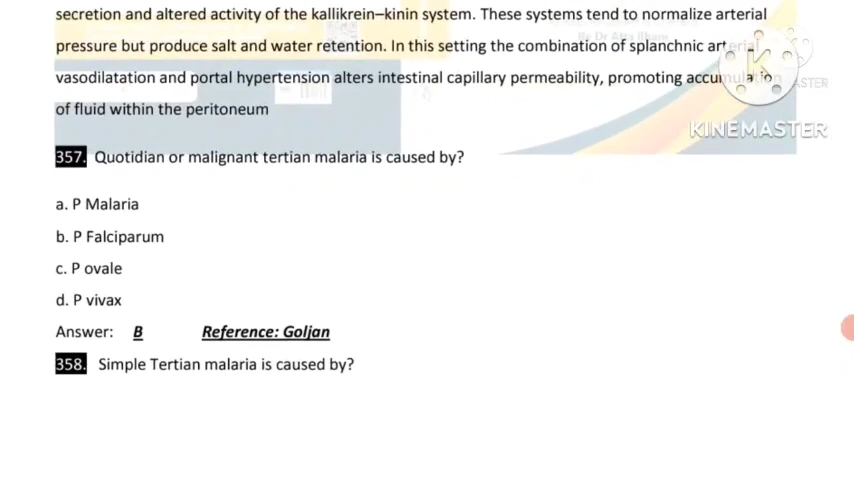 secretion and altered activity of the kallikrein–kinin system. These systems tend to normalize arterial
pressure but produce salt and water retention. In this setting the combination of splanchnic arterial
vasodilatation and portal hypertension alters intestinal capillary permeability, promoting accumulation
of fluid within the peritoneum
KINEMASTER
357. Quotidian or malignant tertian malaria is caused by?
a. P Malaria
b. P Falciparum
c. P ovale
d. P vivax
Answer: B Reference: Goljan
358. Simple Tertian malaria is caused by?